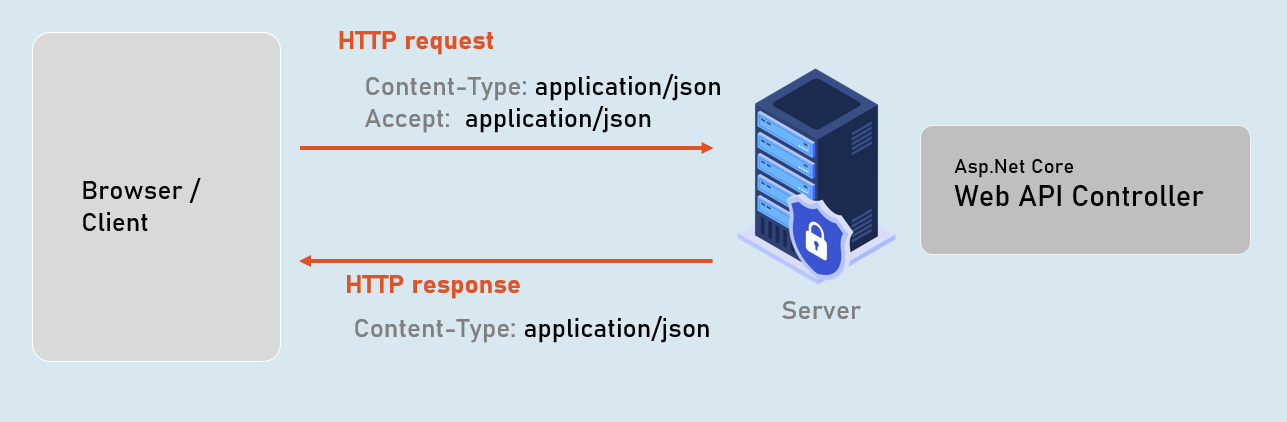 HTTP request
Content-Type: application/json
Accept: application/json
Browser /
Client
Asp.Net Core
Web API Controller
HTTP response
Server
Content-Type: application/json